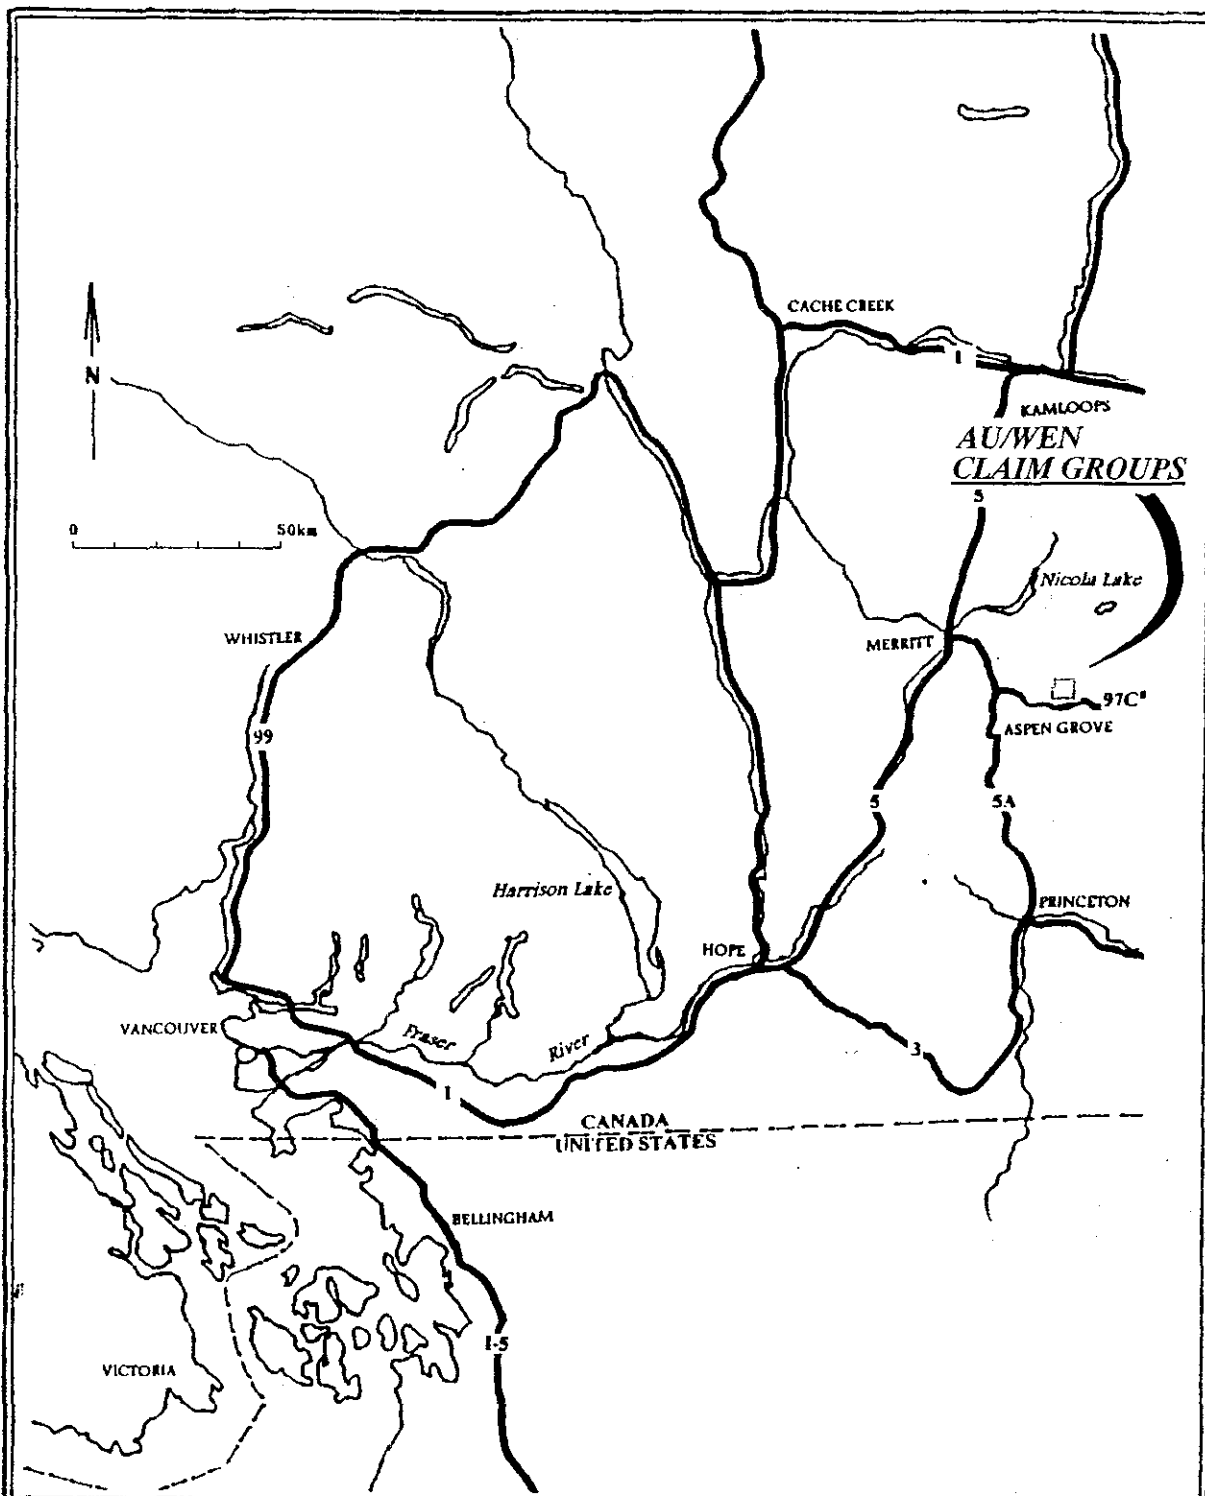 CACHE CREEK
1
N
KAMLOOPS
AU/WEN
CLAIM GROUPS
5
0 50km
Nicola Lake
WHISTLER
MERRITT
97C
99
ASPEN GROVE
5 5A
Harrison Lake
PRINCETON
HOPE
VANCOUVER
Fraser River
3
1
CANADA
UNITED STATES
BELLINGHAM
I-5
VICTORIA